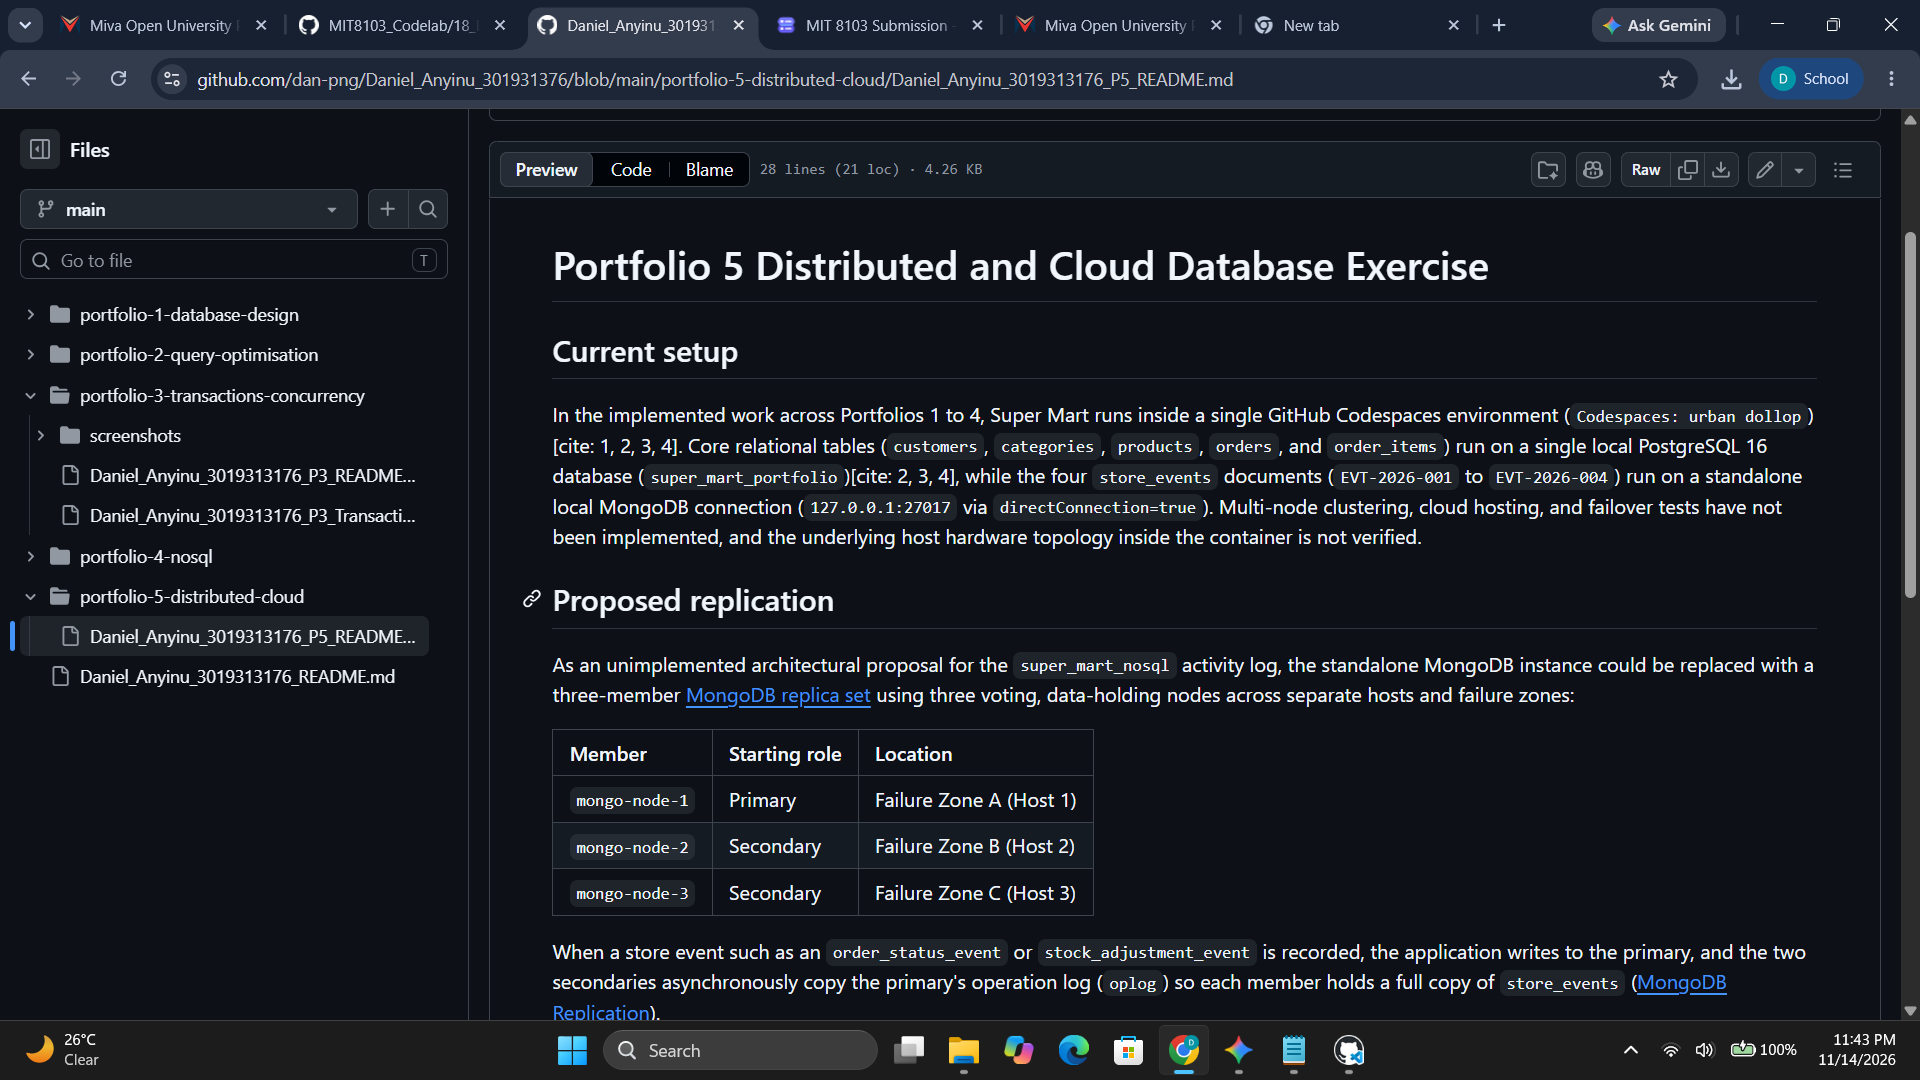 Miva Open University
MIT8103_Codelab/18_
Daniel_Anyinu_301931
MIT 8103 Submission
Miva Open University
New tab
Ask Gemini
github.com/dan-png/Daniel_Anyinu_301931376/blob/main/portfolio-5-distributed-cloud/Daniel_Anyinu_3019313176_P5_README.md
D School
Files
main
Go to file
T
portfolio-1-database-design
portfolio-2-query-optimisation
portfolio-3-transactions-concurrency
screenshots
Daniel_Anyinu_3019313176_P3_README...
Daniel_Anyinu_3019313176_P3_Transacti...
portfolio-4-nosql
portfolio-5-distributed-cloud
Daniel_Anyinu_3019313176_P5_README...
Daniel_Anyinu_3019313176_README.md
Preview Code Blame 28 lines (21 loc) · 4.26 KB Raw
Portfolio 5 Distributed and Cloud Database Exercise
Current setup
In the implemented work across Portfolios 1 to 4, Super Mart runs inside a single GitHub Codespaces environment ( Codespaces: urban dollop )
[cite: 1, 2, 3, 4]. Core relational tables ( customers , categories , products , orders , and order_items ) run on a single local PostgreSQL 16
database ( super_mart_portfolio )[cite: 2, 3, 4], while the four store_events documents ( EVT-2026-001 to EVT-2026-004 ) run on a standalone
local MongoDB connection ( 127.0.0.1:27017 via directConnection=true ). Multi-node clustering, cloud hosting, and failover tests have not
been implemented, and the underlying host hardware topology inside the container is not verified.
Proposed replication
As an unimplemented architectural proposal for the super_mart_nosql activity log, the standalone MongoDB instance could be replaced with a
three-member MongoDB replica set using three voting, data-holding nodes across separate hosts and failure zones:
Member Starting role Location
mongo-node-1 Primary Failure Zone A (Host 1)
mongo-node-2 Secondary Failure Zone B (Host 2)
mongo-node-3 Secondary Failure Zone C (Host 3)
When a store event such as an order_status_event or stock_adjustment_event is recorded, the application writes to the primary, and the two
secondaries asynchronously copy the primary's operation log ( oplog ) so each member holds a full copy of store_events (MongoDB
Replication).
26°C
Clear
Search
100%
11:43 PM
11/14/2026